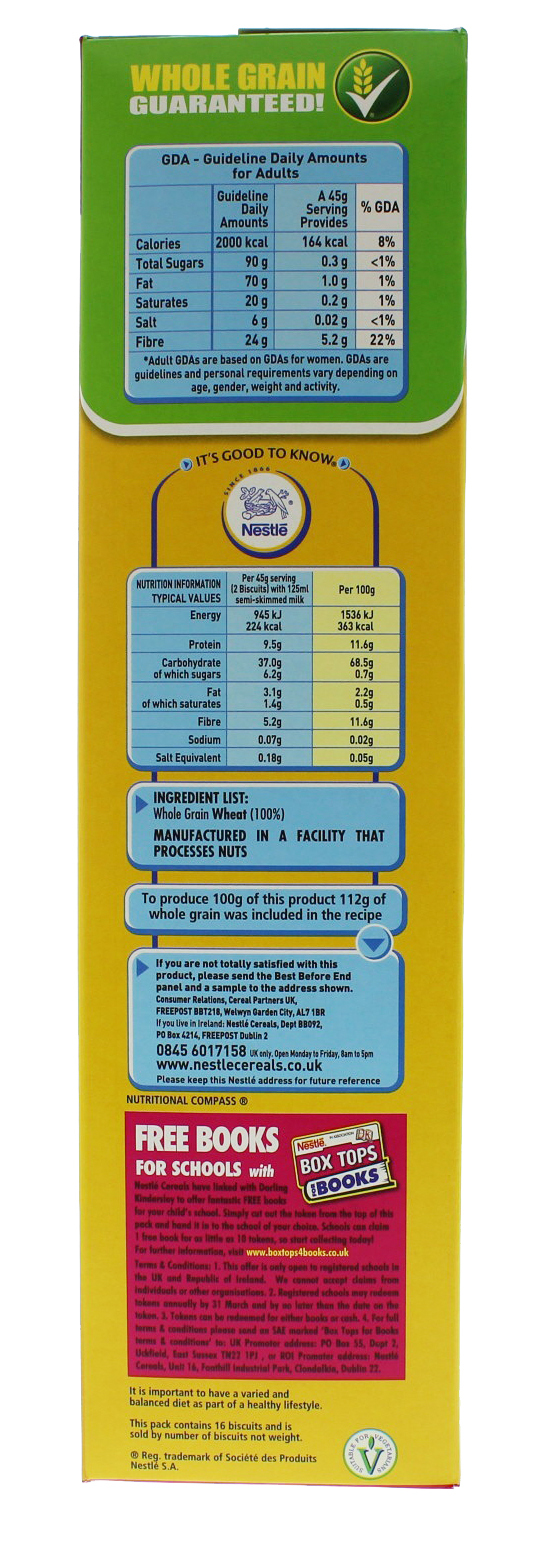 WHOLE GRAIN
GUARANTEED!
GDA - Guideline Daily Amounts
for Adults
Guideline Daily Amounts A 45g Serving Provides % GDA
Calories 2000 kcal 164 kcal 8%
Total Sugars 90 g 0.3 g <1%
Fat 70 g 1.0 g 1%
Saturates 20 g 0.2 g 1%
Salt 6 g 0.02 g <1%
Fibre 24 g 5.2 g 22%
*Adult GDAs are based on GDAs for women. GDAs are
guidelines and personal requirements vary depending on
age, gender, weight and activity.
IT'S GOOD TO KNOW®
SINCE 1866
Nestlē ®
NUTRITION INFORMATION TYPICAL VALUES Per 45g serving (2 Biscuits) with 125ml semi-skimmed milk Per 100g
Energy 945 kJ 1536 kJ
224 kcal 363 kcal
Protein 9.5g 11.6g
Carbohydrate 37.0g 68.5g
of which sugars 6.2g 0.7g
Fat 3.1g 2.2g
of which saturates 1.4g 0.5g
Fibre 5.2g 11.6g
Sodium 0.07g 0.02g
Salt Equivalent 0.18g 0.05g
INGREDIENT LIST:
Whole Grain Wheat (100%)
MANUFACTURED IN A FACILITY THAT
PROCESSES NUTS
To produce 100g of this product 112g of
whole grain was included in the recipe
If you are not totally satisfied with this
product, please send the Best Before End
panel and a sample to the address shown.
Consumer Relations, Cereal Partners UK,
FREEPOST BBT218, Welwyn Garden City, AL7 1BR
If you live in Ireland: Nestlé Cereals, Dept BB092,
PO Box 4214, FREEPOST Dublin 2
0845 6017158 UK only, Open Monday to Friday, 8am to 5pm
www.nestlecereals.co.uk
Please keep this Nestlé address for future reference
NUTRITIONAL COMPASS ®
FREE BOOKS
FOR SCHOOLS with
Nestlē IN ASSOCIATION DK
BOX TOPS
FOR BOOKS
Nestlé Cereals have linked with Dorling
Kindersley to offer fantastic FREE books
for your child's school. Simply cut out the token from the top of this
pack and hand it in to the school of your choice. Schools can claim
1 free book for as little as 10 tokens, so start collecting today!
For further information, visit www.boxtops4books.co.uk
Terms & Conditions: 1. This offer is only open to registered schools in
the UK and Republic of Ireland. We cannot accept claims from
individuals or other organisations. 2. Registered schools may redeem
tokens annually by 31 March and by no later than the date on the
token. 3. Tokens can be redeemed for either books or cash. 4. For full
terms & conditions please send an SAE marked 'Box Tops for Books
terms & conditions' to: UK Promoter address: PO Box 55, Dept 2,
Uckfield, East Sussex TN22 1PJ , or ROI Promoter address: Nestlé
Cereals, Unit 16, Fonthill Industrial Park, Clondalkin, Dublin 22.
It is important to have a varied and
balanced diet as part of a healthy lifestyle.
This pack contains 16 biscuits and is
sold by number of biscuits not weight.
® Reg. trademark of Société des Produits
Nestlé S.A.
SUITABLE FOR VEGETARIANS